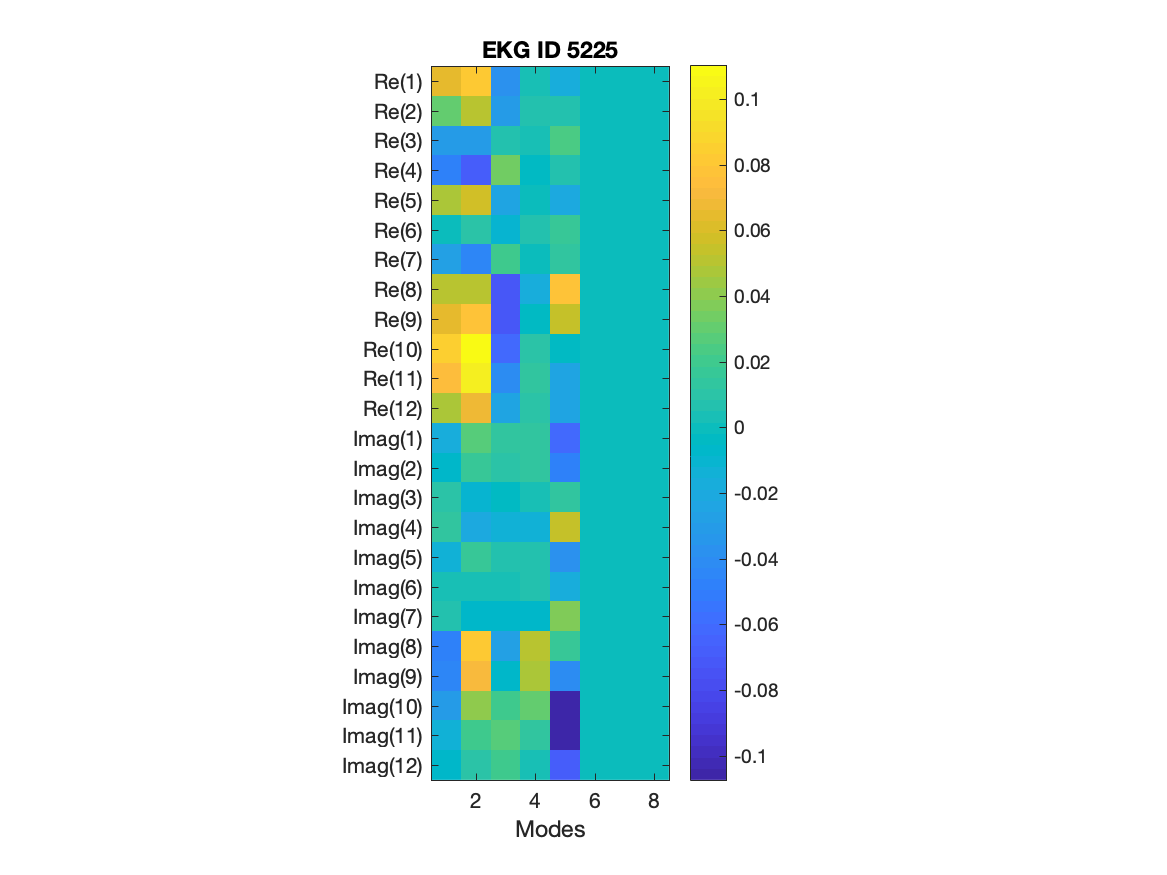 EKG ID 5225
Re(1)
Re(2)
Re(3)
Re(4)
Re(5)
Re(6)
Re(7)
Re(8)
Re(9)
Re(10)
Re(11)
Re(12)
Imag(1)
Imag(2)
Imag(3)
Imag(4)
Imag(5)
Imag(6)
Imag(7)
Imag(8)
Imag(9)
Imag(10)
Imag(11)
Imag(12)
2 4 6 8
Modes
0.1
0.08
0.06
0.04
0.02
0
-0.02
-0.04
-0.06
-0.08
-0.1